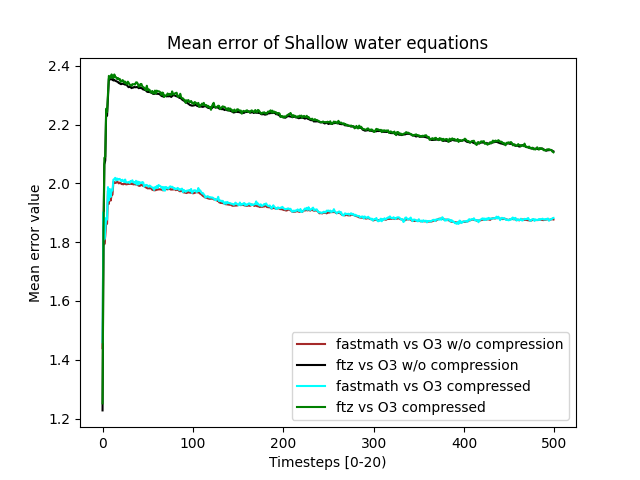 Mean error of Shallow water equations
Mean error value
2.4
2.2
2.0
1.8
1.6
1.4
1.2
fastmath vs O3 w/o compression
ftz vs O3 w/o compression
fastmath vs O3 compressed
ftz vs O3 compressed
0
100
200
300
400
500
Timesteps [0-20)